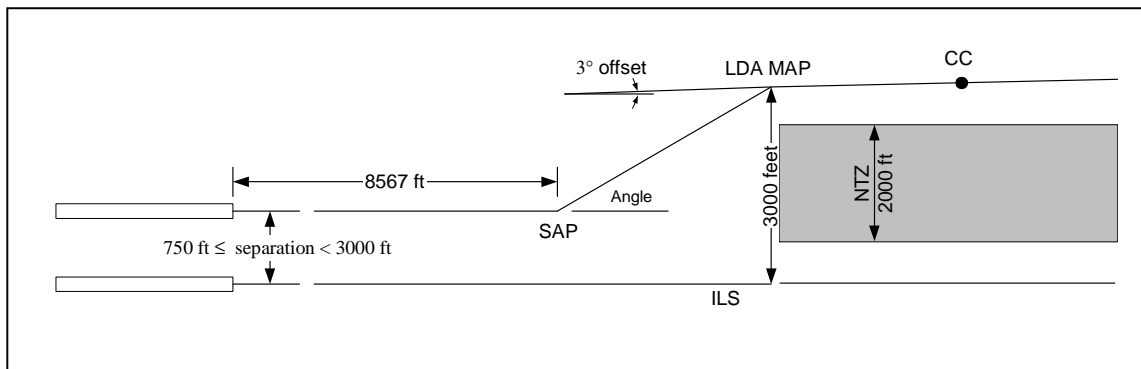 CC
3° offset
LDA MAP
8567 ft
Angle
SAP
3000 feet
NTZ
2000 ft
750 ft ≤ separation < 3000 ft
ILS